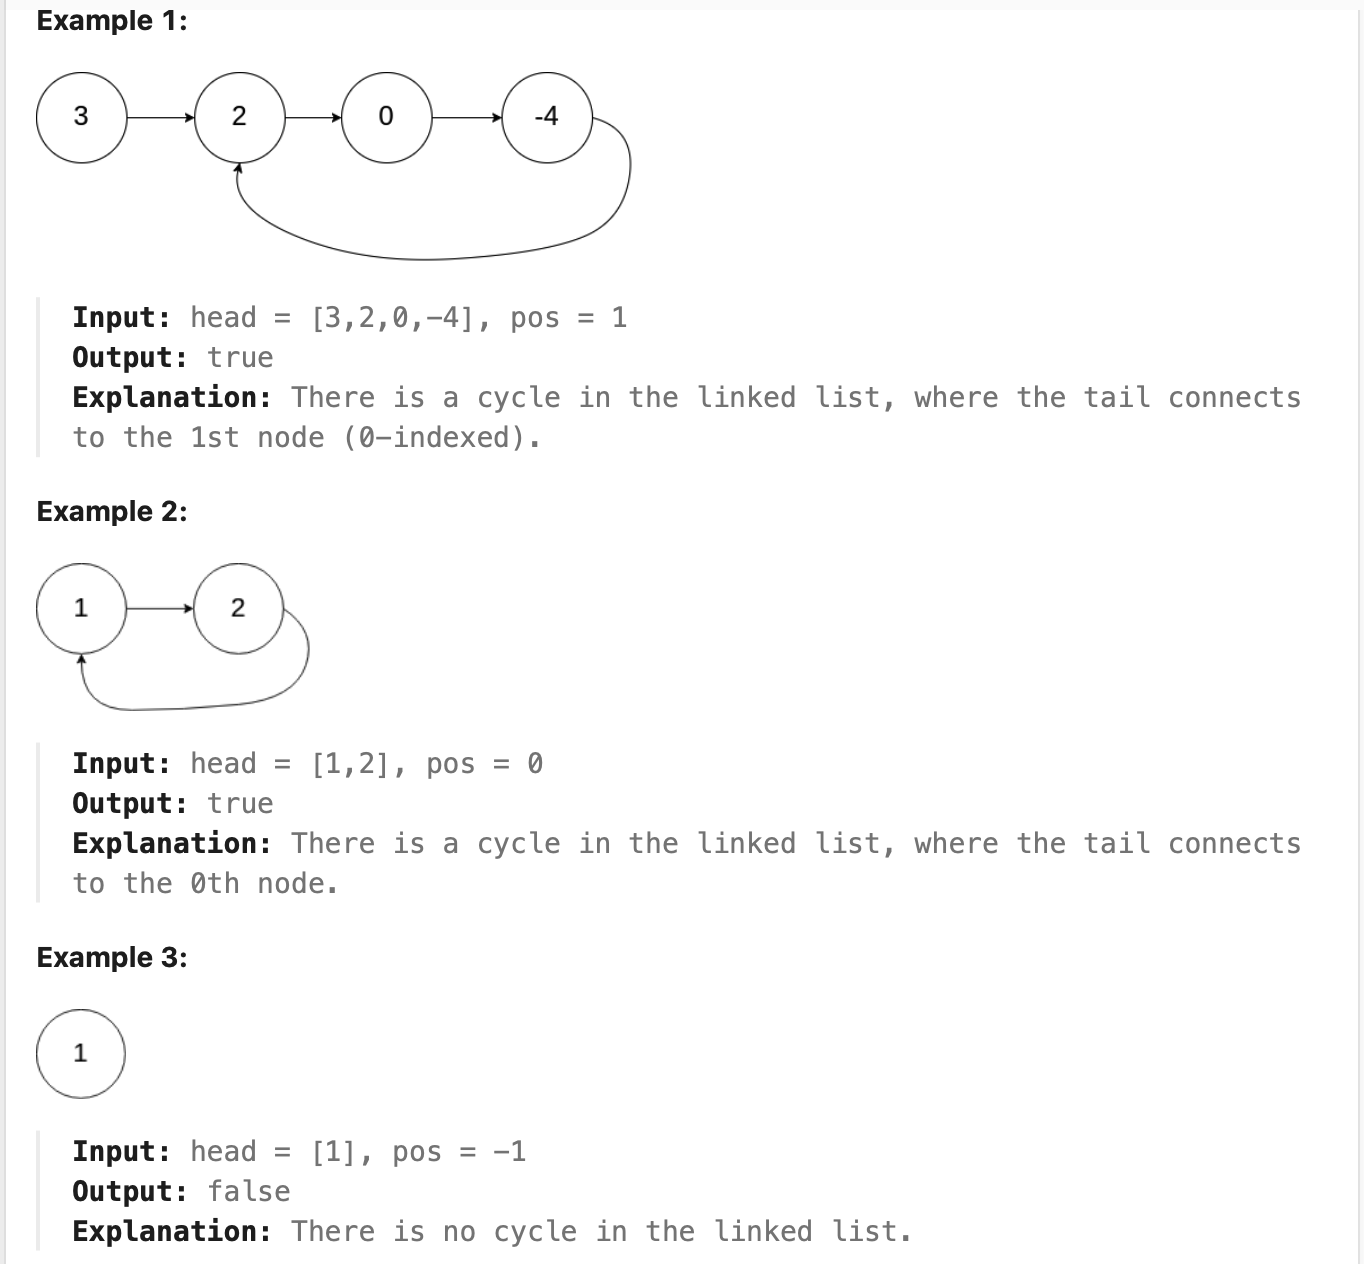 Example 1:
3 2 0 -4
Input: head = [3,2,0,-4], pos = 1
Output: true
Explanation: There is a cycle in the linked list, where the tail connects
to the 1st node (0-indexed).
Example 2:
1 2
Input: head = [1,2], pos = 0
Output: true
Explanation: There is a cycle in the linked list, where the tail connects
to the 0th node.
Example 3:
1
Input: head = [1], pos = -1
Output: false
Explanation: There is no cycle in the linked list.